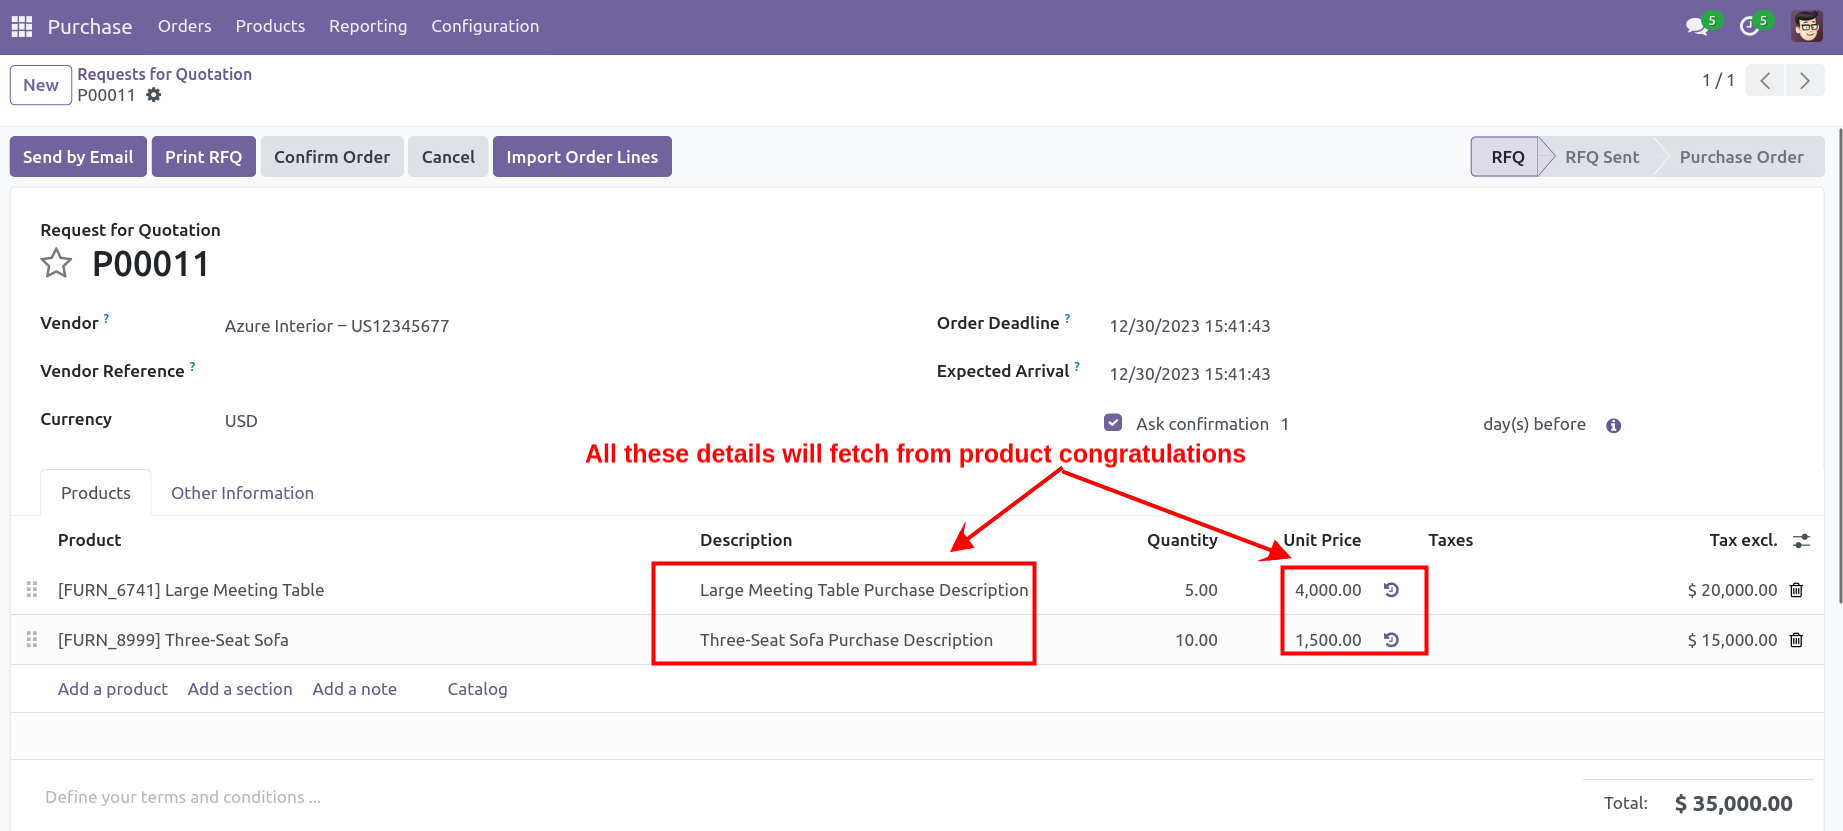 Purchase Orders Products Reporting Configuration 5 5
New Requests for Quotation
P00011
1 / 1
Send by Email Print RFQ Confirm Order Cancel Import Order Lines RFQ RFQ Sent Purchase Order
Request for Quotation
P00011
Vendor ? Azure Interior – US12345677 Order Deadline ? 12/30/2023 15:41:43
Vendor Reference ? Expected Arrival ? 12/30/2023 15:41:43
Currency USD Ask confirmation 1 day(s) before
All these details will fetch from product congratulations
Products Other Information
Product Description Quantity Unit Price Taxes Tax excl.
[FURN_6741] Large Meeting Table Large Meeting Table Purchase Description 5.00 4,000.00 $ 20,000.00
[FURN_8999] Three-Seat Sofa Three-Seat Sofa Purchase Description 10.00 1,500.00 $ 15,000.00
Add a product Add a section Add a note Catalog
Define your terms and conditions ...
Total: $ 35,000.00